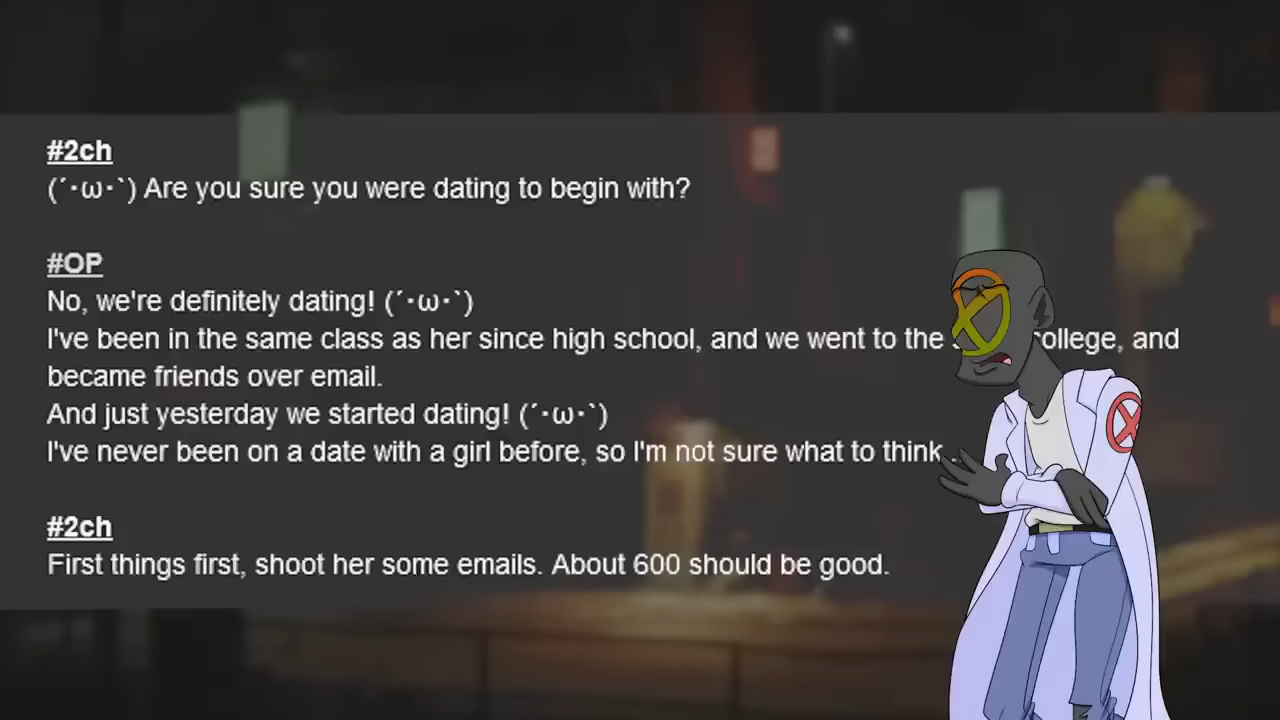 #2ch
(´･ω･`) Are you sure you were dating to begin with?
#OP
No, we're definitely dating! (´･ω･`)
I've been in the same class as her since high school, and we went to the ollege, and
became friends over email.
And just yesterday we started dating! (´･ω･`)
I've never been on a date with a girl before, so I'm not sure what to think ..
#2ch
First things first, shoot her some emails. About 600 should be good.